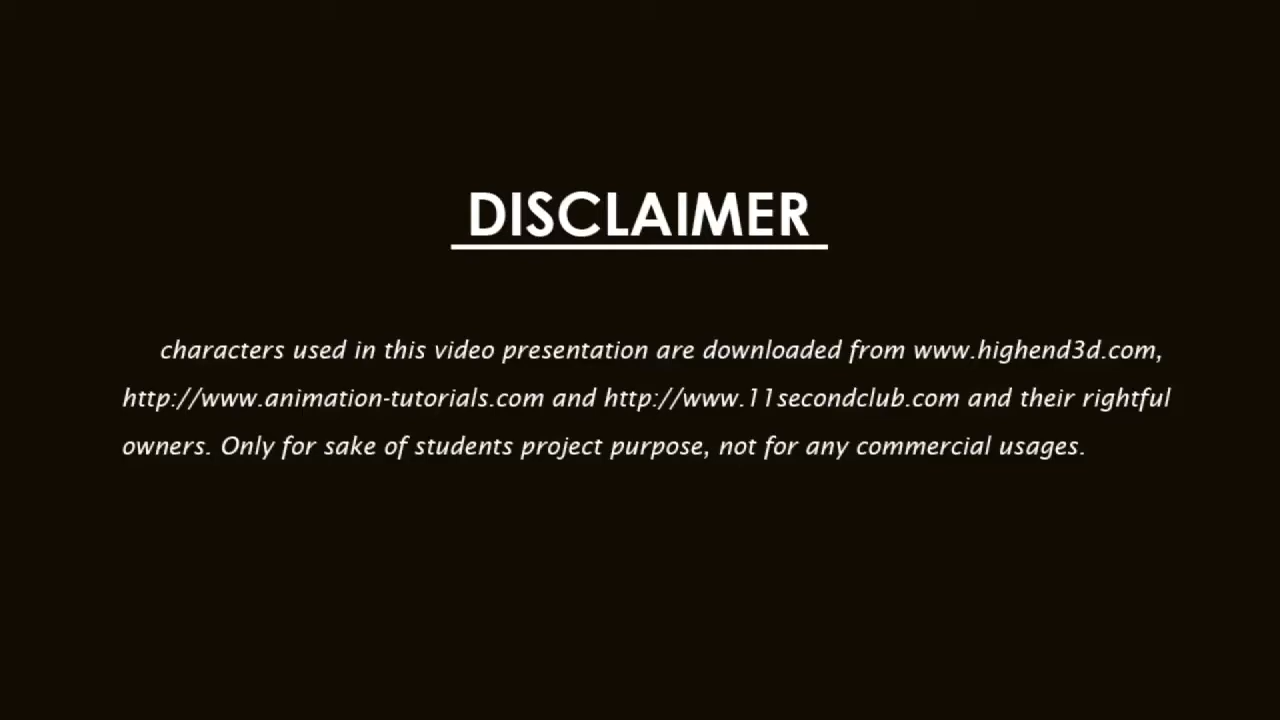 DISCLAIMER
characters used in this video presentation are downloaded from www.highend3d.com,
http://www.animation-tutorials.com and http://www.11secondclub.com and their rightful
owners. Only for sake of students project purpose, not for any commercial usages.